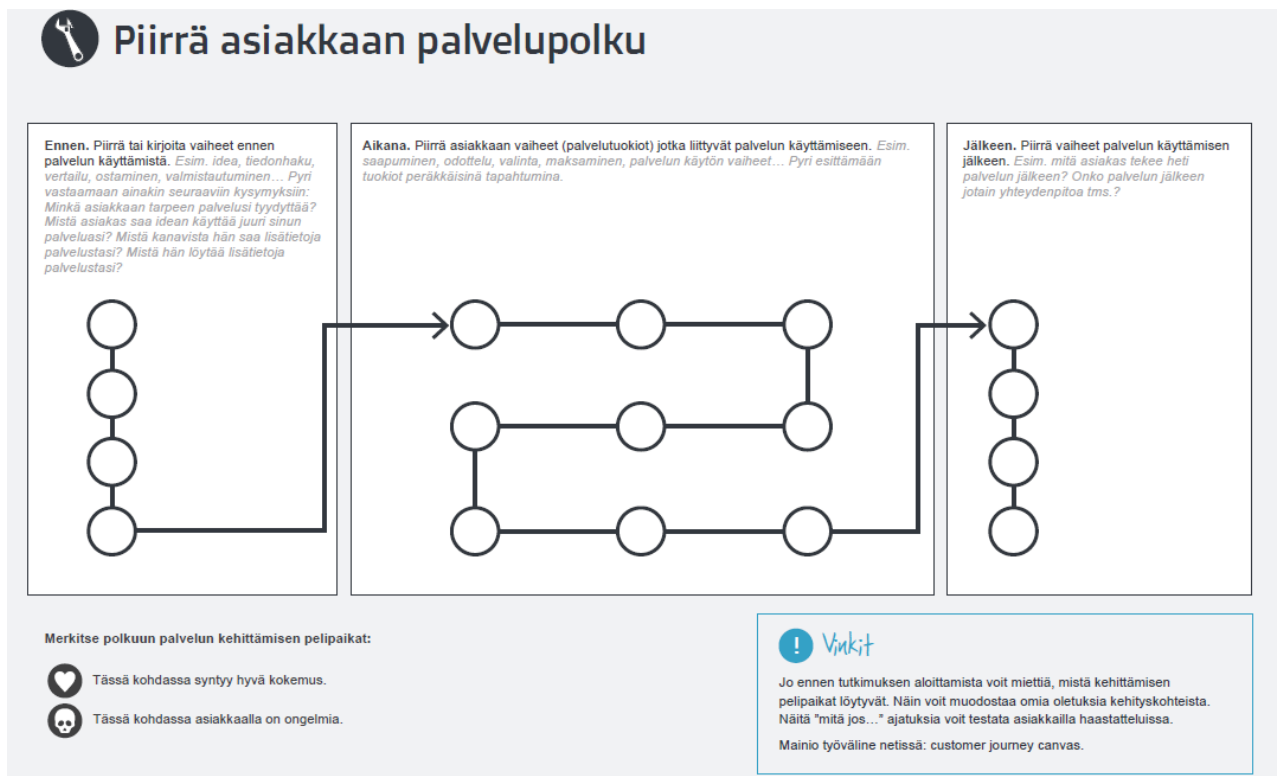 Piirrä asiakkaan palvelupolku
Ennen. Piirrä tai kirjoita vaiheet ennen
palvelun käyttämistä. Esim. idea, tiedonhaku,
vertailu, ostaminen, valmistautuminen… Pyri
vastaamaan ainakin seuraaviin kysymyksiin:
Minkä asiakkaan tarpeen palvelusi tyydyttää?
Mistä asiakas saa idean käyttää juuri sinun
palveluasi? Mistä kanavista hän saa lisätietoja
palvelustasi? Mistä hän löytää lisätietoja
palvelustasi?
Aikana. Piirrä asiakkaan vaiheet (palvelutuokiot) jotka liittyvät palvelun käyttämiseen. Esim.
saapuminen, odottelu, valinta, maksaminen, palvelun käytön vaiheet… Pyri esittämään
tuokiot peräkkäisinä tapahtumina.
Jälkeen. Piirrä vaiheet palvelun käyttämisen
jälkeen. Esim. mitä asiakas tekee heti
palvelun jälkeen? Onko palvelun jälkeen
jotain yhteydenpitoa tms.?
Merkitse polkuun palvelun kehittämisen pelipaikat:
Tässä kohdassa syntyy hyvä kokemus.
Tässä kohdassa asiakkaalla on ongelmia.
! Vinkit
Jo ennen tutkimuksen aloittamista voit miettiä, mistä kehittämisen
pelipaikat löytyvät. Näin voit muodostaa omia oletuksia kehityskohteista.
Näitä "mitä jos…" ajatuksia voit testata asiakkailla haastatteluissa.
Mainio työväline netissä: customer journey canvas.